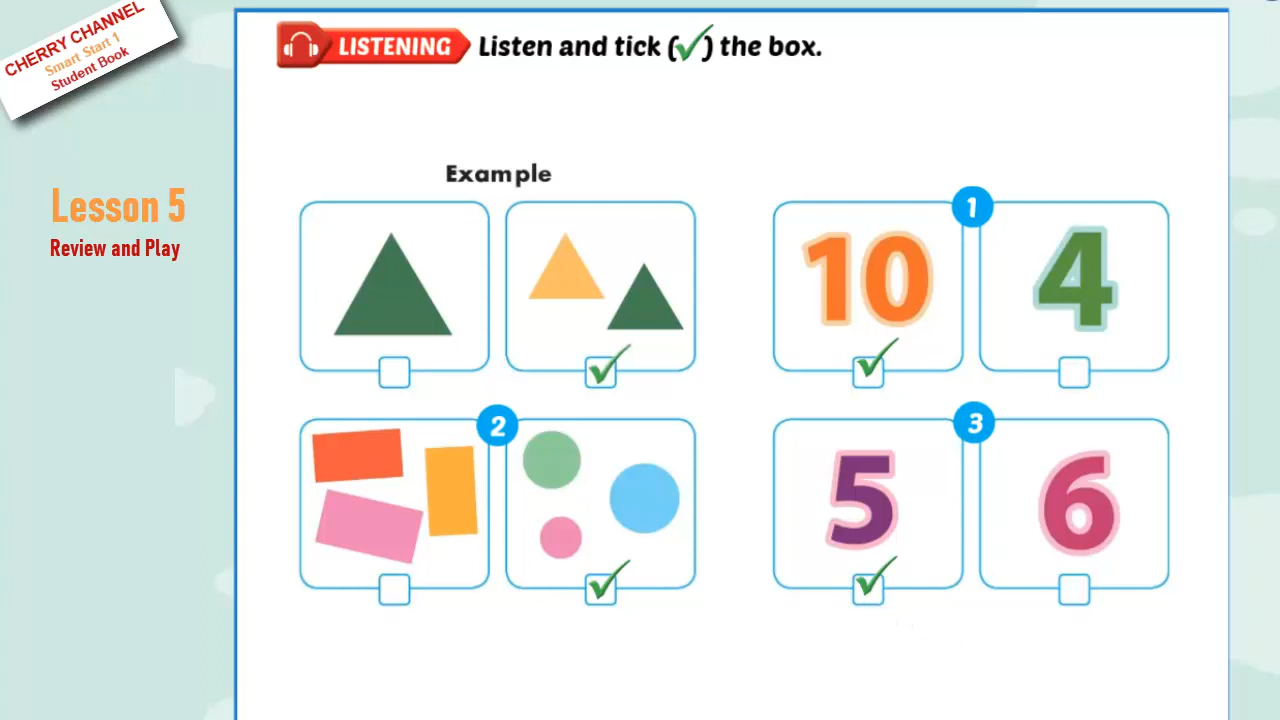 CHERRY CHANNEL
Smart Start 1
Student Book
LISTENING Listen and tick (✓) the box.
Lesson 5
Review and Play
Example
1
10 4
2
3
5 6